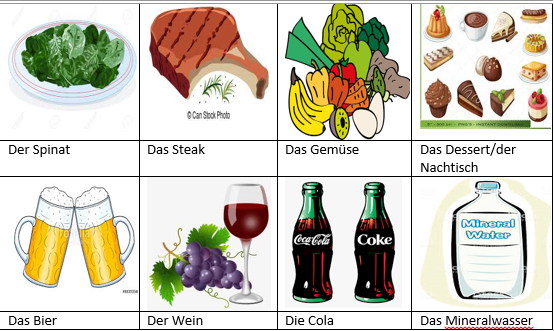 © Can Stock Photo
Der Spinat
Das Steak
Das Gemüse
Das Dessert/der
Nachtisch
Coca-Cola
Coke
Mineral
Water
Das Bier
Der Wein
Die Cola
Das Mineralwasser